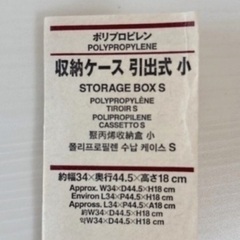 ポリプロピレン
POLYPROPYLENE
収納ケース 引出式 小
STORAGE BOX S
POLYPROPYLÈNE
TIROIR S
POLIPROPILENE
CASSETTO S
聚丙烯收納盒 小
폴리프로필렌 수납 케이스 S
約幅34×奥行44.5×高さ18cm
Approx. W34×D44.5×H18 cm
Environ L34×P44.5×H18 cm
Appross. L34×P44.5×A18 cm
約W34×D44.5×H18 cm
약W34×D44.5×H18 cm